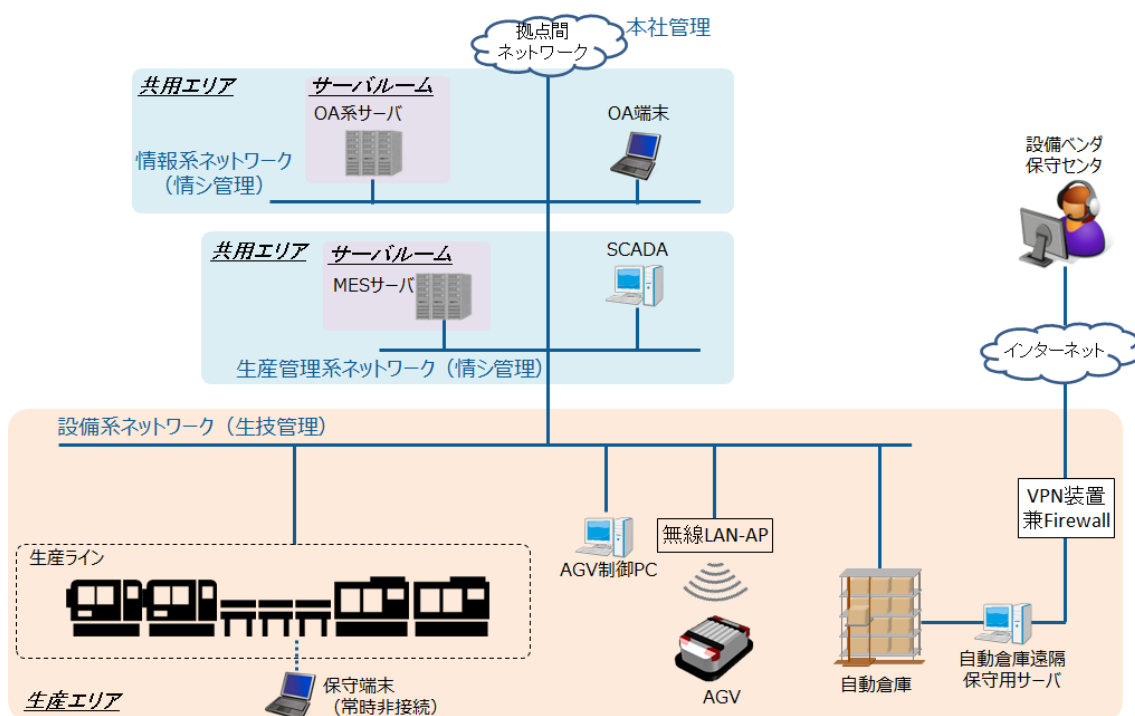 拠点間
ネットワーク
本社管理
共用エリア
サーバルーム
OA系サーバ
OA端末
情報系ネットワーク
(情シ管理)
設備ベンダ
保守センタ
共用エリア
サーバルーム
MESサーバ
SCADA
生産管理系ネットワーク(情シ管理)
インターネット
設備系ネットワーク(生技管理)
VPN装置
兼Firewall
生産ライン
AGV制御PC
無線LAN-AP
保守端末
(常時非接続)
AGV
自動倉庫
自動倉庫遠隔
保守用サーバ
生産エリア